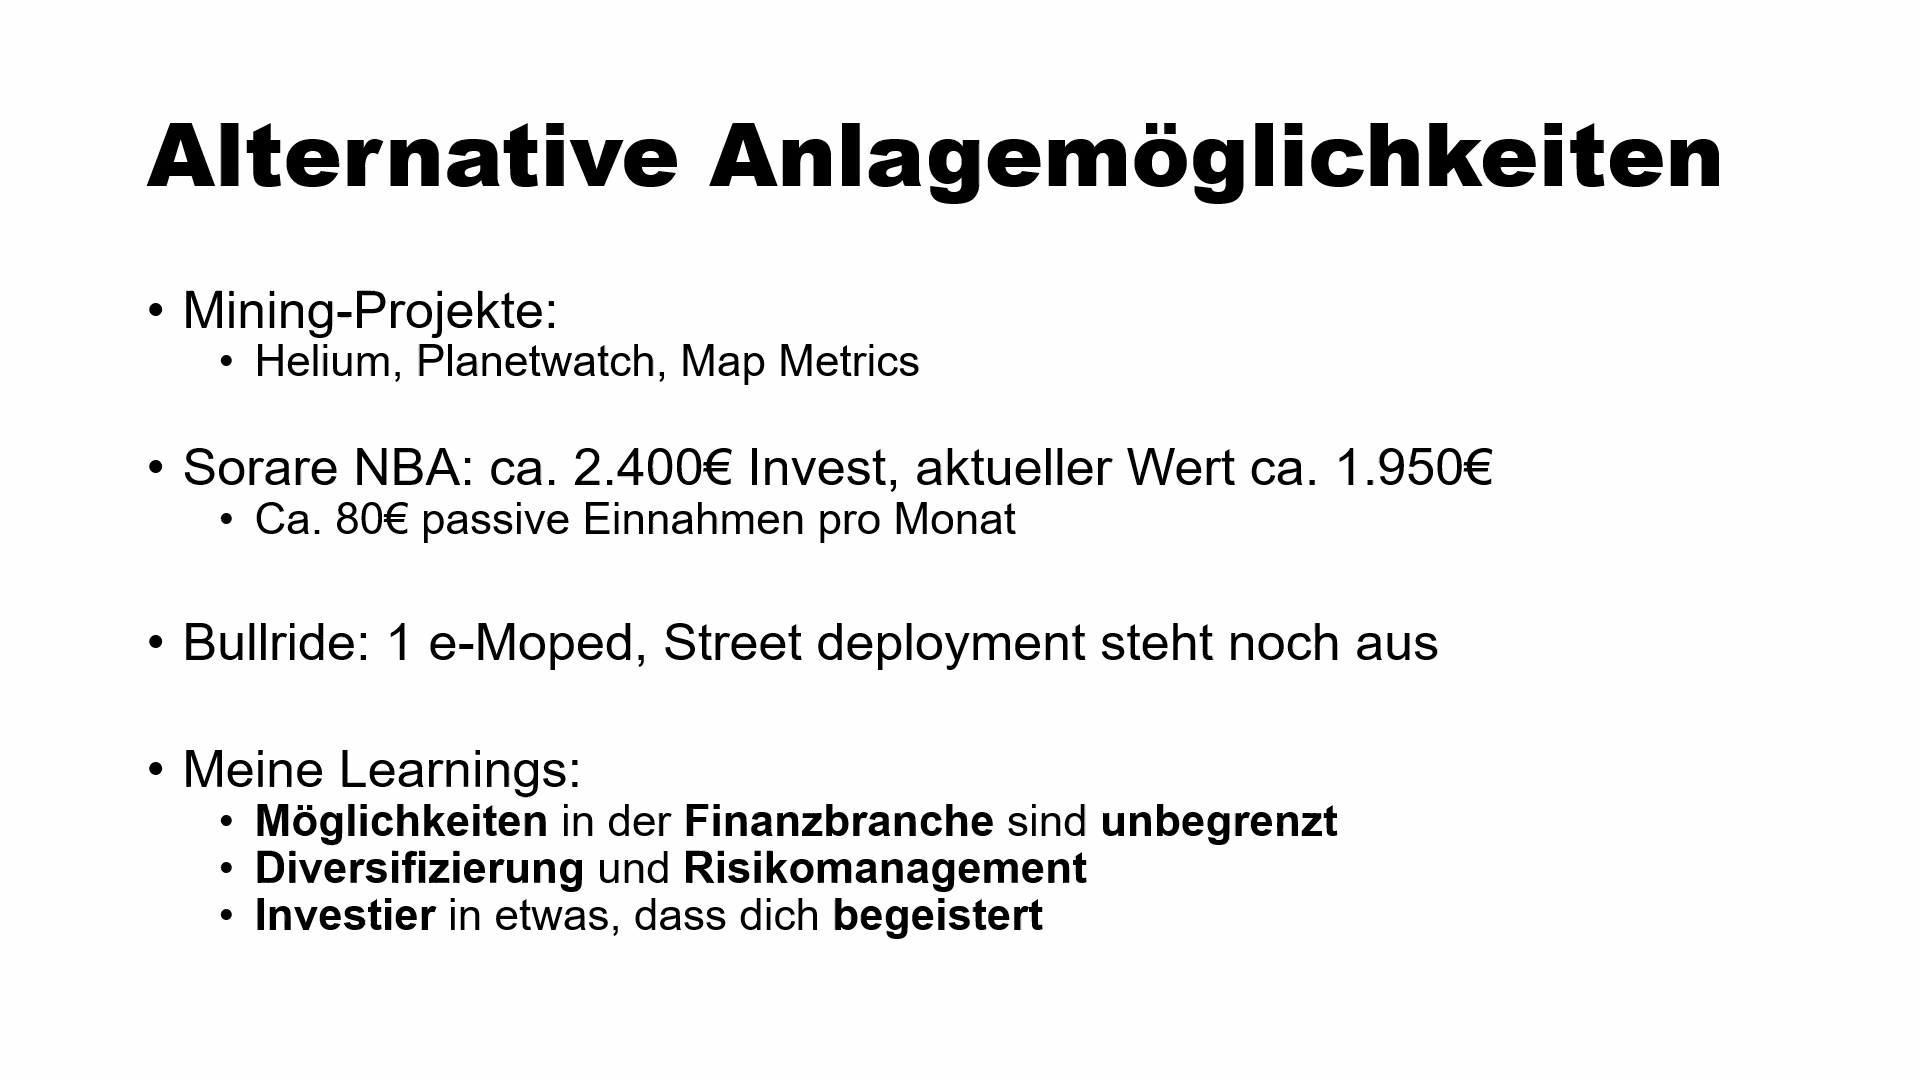 Alternative Anlagemöglichkeiten
• Mining-Projekte:
• Helium, Planetwatch, Map Metrics
• Sorare NBA: ca. 2.400€ Invest, aktueller Wert ca. 1.950€
• Ca. 80€ passive Einnahmen pro Monat
• Bullride: 1 e-Moped, Street deployment steht noch aus
• Meine Learnings:
• Möglichkeiten in der Finanzbranche sind unbegrenzt
• Diversifizierung und Risikomanagement
• Investier in etwas, dass dich begeistert